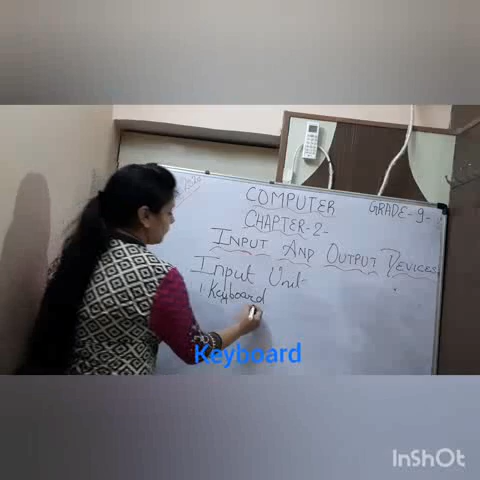 COMPUTER GRADE-9-
CHAPTER-2-
INPUT AND OUTPUT DEVICES
Input Unit-
1. Keyboard
Keyboard
InShOt